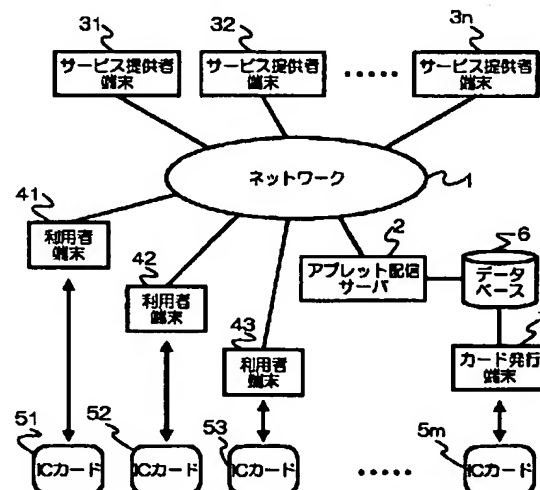 31
32
3n
サービス提供者
端末
サービス提供者
端末
・・・・・
サービス提供者
端末
ネットワーク
1
41
利用者
端末
42
利用者
端末
43
利用者
端末
2
アプレット配信
サーバ
6
データ
ベース
カード発行
端末
51
ICカード
52
ICカード
53
ICカード
・・・・・
5m
ICカード